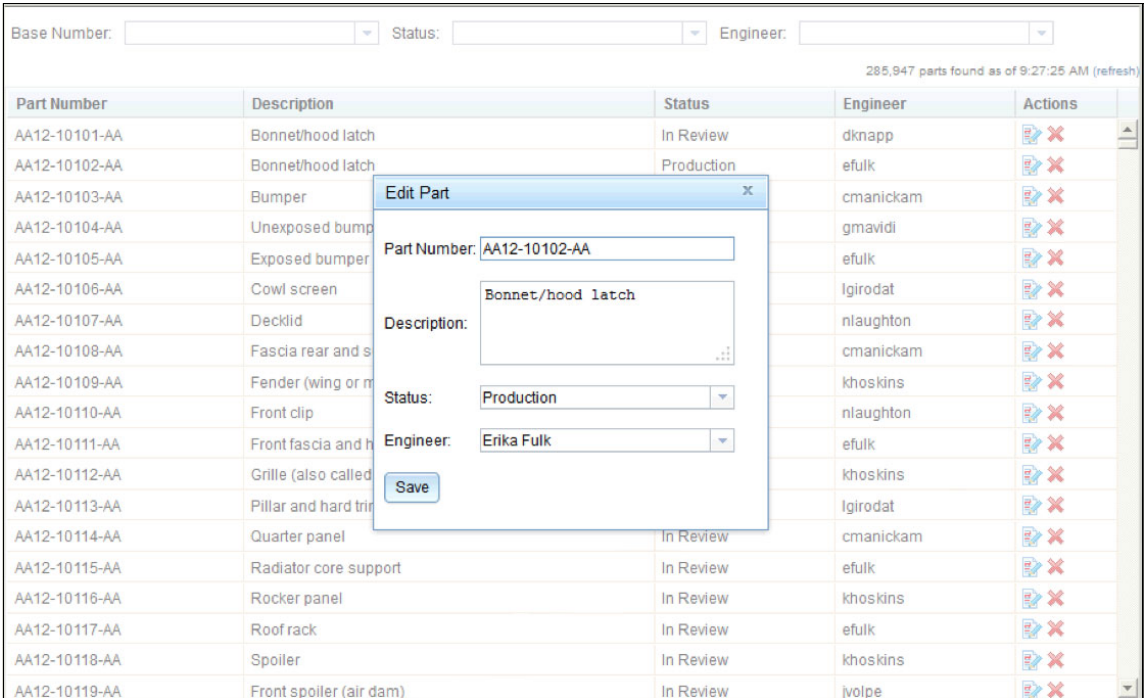 Base Number: Status: Engineer:
285,947 parts found as of 9:27:25 AM (refresh)
Part Number Description Status Engineer Actions
AA12-10101-AA Bonnet/hood latch In Review dknapp
AA12-10102-AA Bonnet/hood latch Production efulk
AA12-10103-AA Bumper cmanickam
AA12-10104-AA Unexposed bump gmavidi
AA12-10105-AA Exposed bumper efulk
AA12-10106-AA Cowl screen lgirodat
AA12-10107-AA Decklid nlaughton
AA12-10108-AA Fascia rear and s cmanickam
AA12-10109-AA Fender (wing or m khoskins
AA12-10110-AA Front clip nlaughton
AA12-10111-AA Front fascia and h efulk
AA12-10112-AA Grille (also called khoskins
AA12-10113-AA Pillar and hard trir lgirodat
AA12-10114-AA Quarter panel In Review cmanickam
AA12-10115-AA Radiator core support In Review efulk
AA12-10116-AA Rocker panel In Review khoskins
AA12-10117-AA Roof rack In Review efulk
AA12-10118-AA Spoiler In Review khoskins
AA12-10119-AA Front spoiler (air dam) In Review jvolpe
Edit Part x
Part Number: AA12-10102-AA
Description: Bonnet/hood latch
Status: Production
Engineer: Erika Fulk
Save